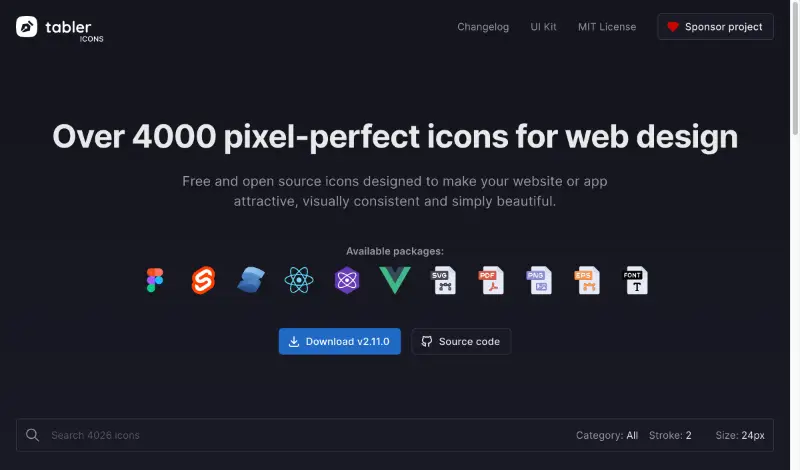 tabler
ICONS
Changelog
UI Kit
MIT License
Sponsor project
Over 4000 pixel-perfect icons for web design
Free and open source icons designed to make your website or app
attractive, visually consistent and simply beautiful.
Available packages:
SVG
PDF
PNG
EPS
FONT
T
Download v2.11.0
Source code
Search 4026 icons
Category: All
Stroke: 2
Size: 24px